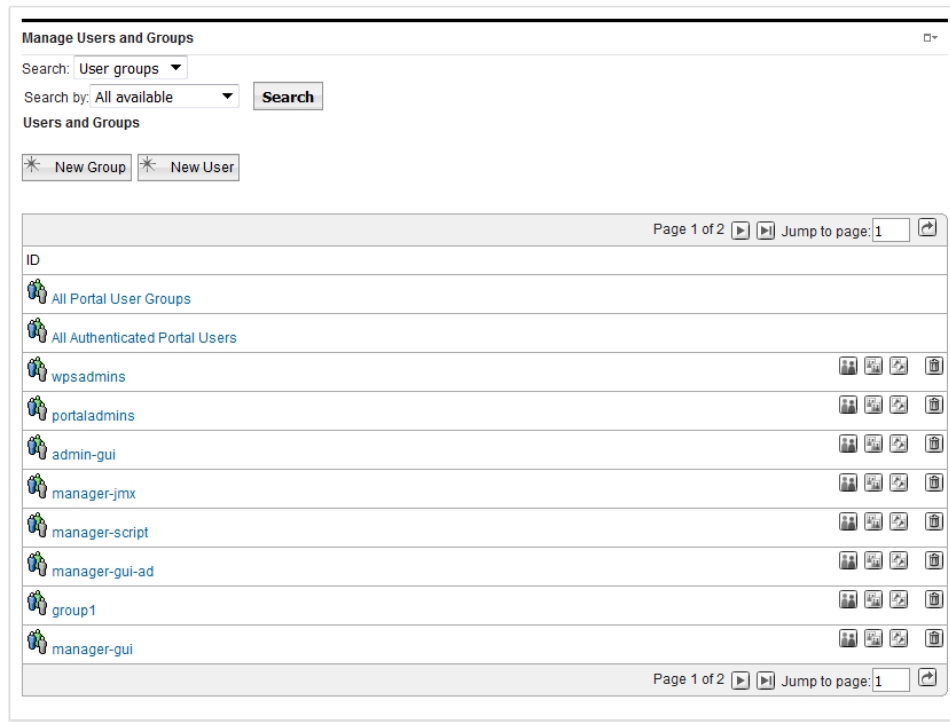 Manage Users and Groups
Search: User groups
Search by: All available Search
Users and Groups
New Group New User
Page 1 of 2 Jump to page: 1
ID
All Portal User Groups
All Authenticated Portal Users
wpsadmins
portaladmins
admin-gui
manager-jmx
manager-script
manager-gui-ad
group1
manager-gui
Page 1 of 2 Jump to page: 1